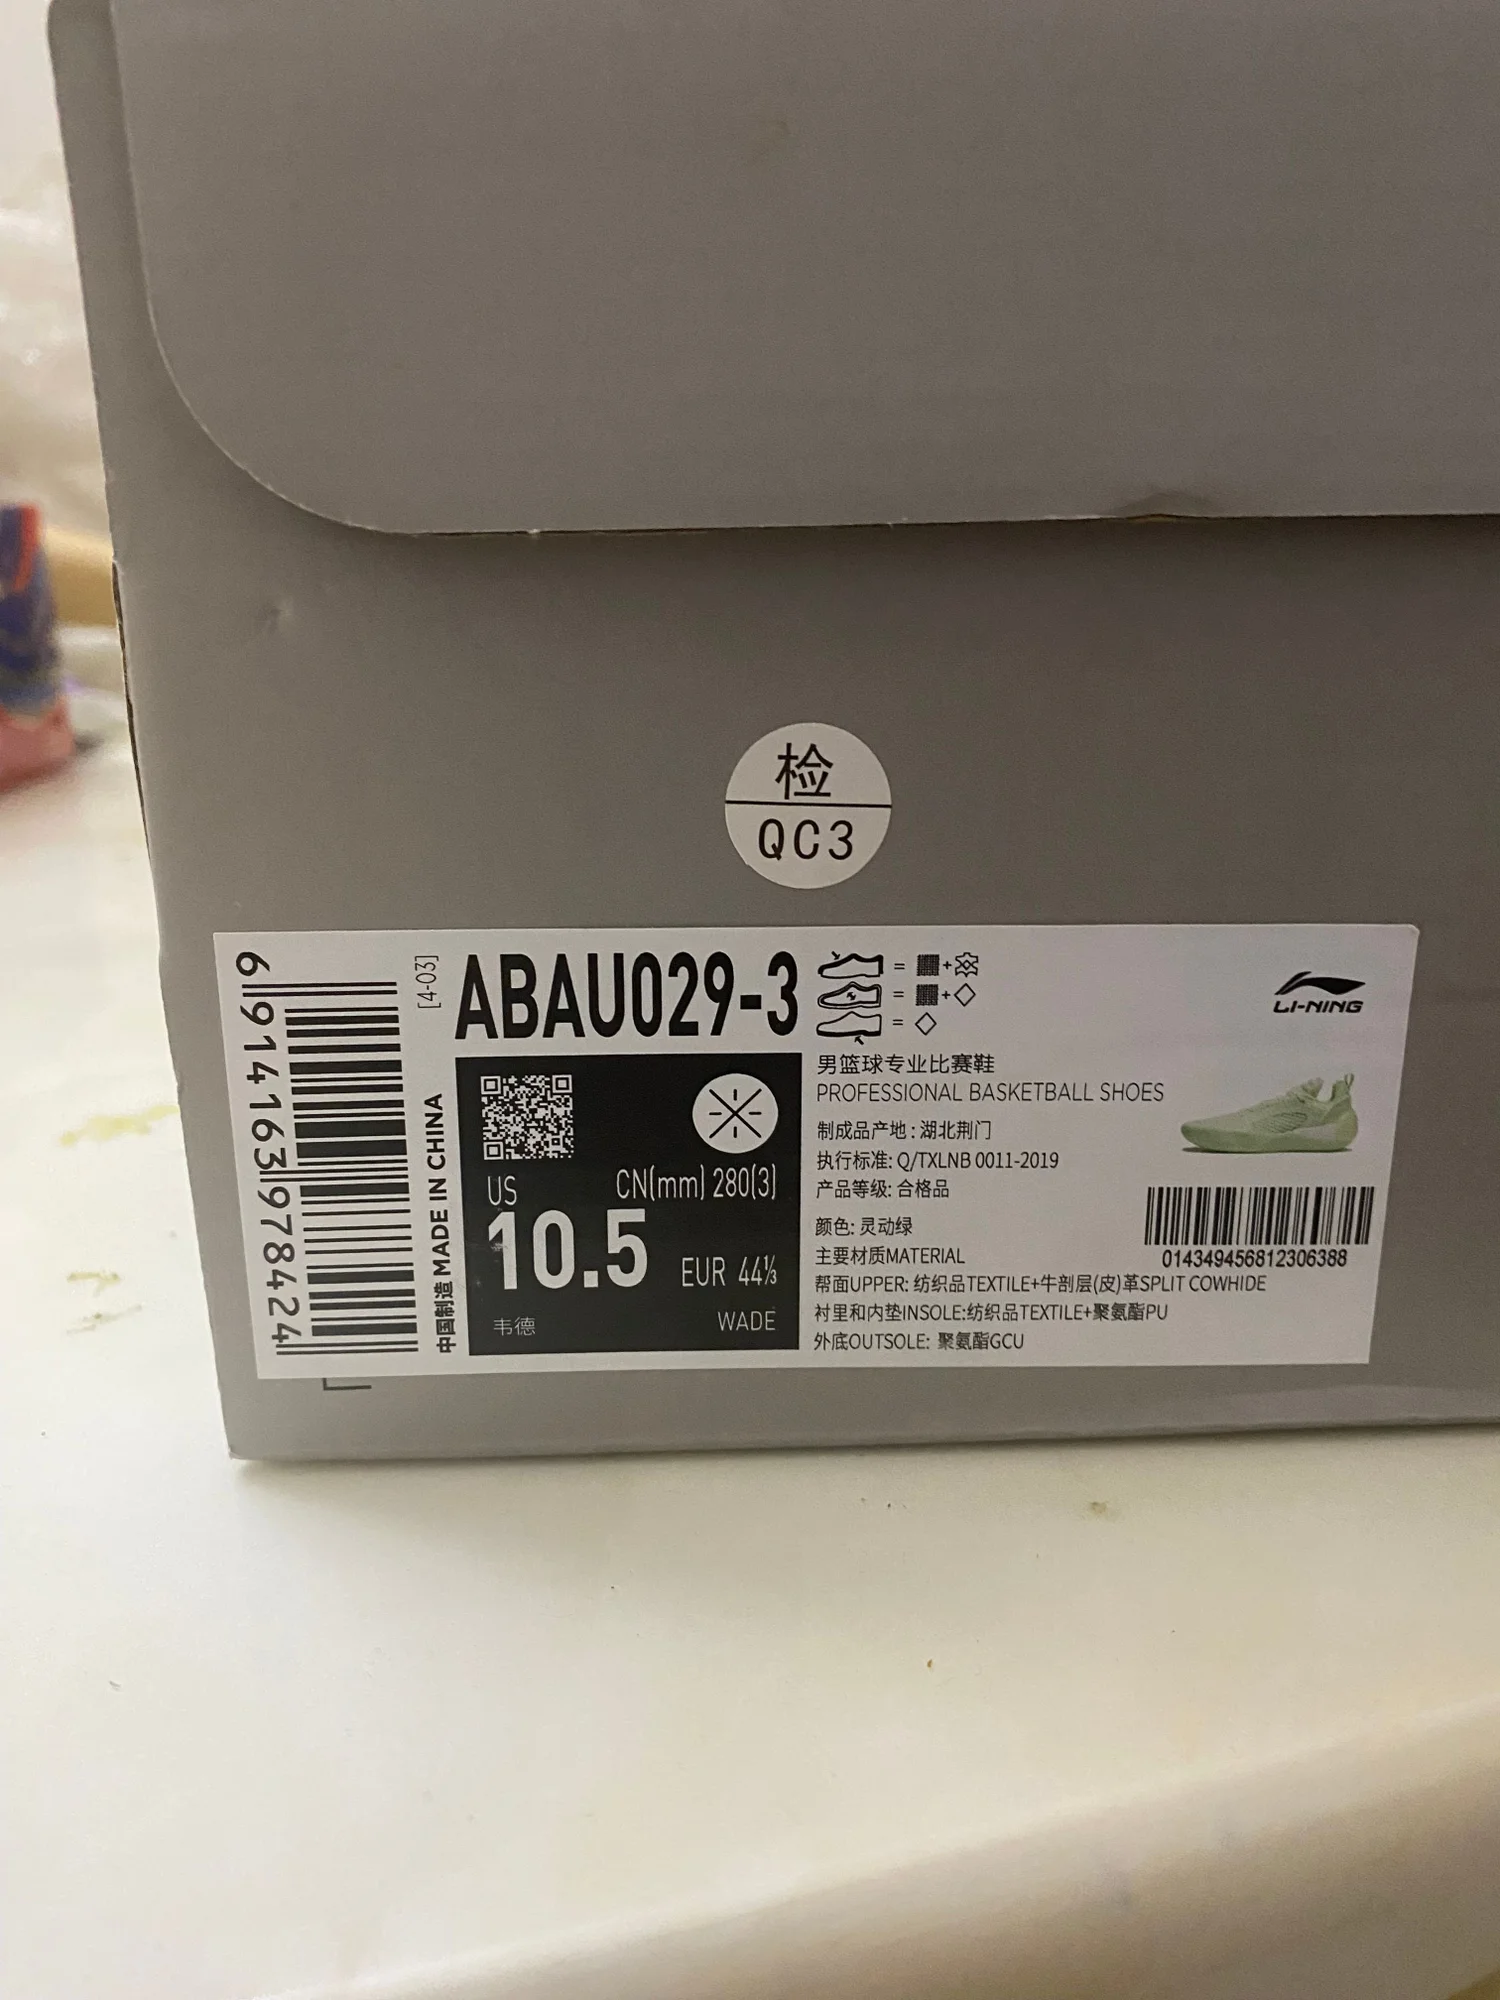 检
QC3
6 914163 978424
[4-03]
中国制造 MADE IN CHINA
ABAU029-3
US
CN(mm) 280(3)
10.5
EUR 44⅓
韦德
WADE
LI-NING
男篮球专业比赛鞋
PROFESSIONAL BASKETBALL SHOES
制成品产地: 湖北荆门
执行标准: Q/TXLNB 0011-2019
产品等级: 合格品
颜色: 灵动绿
主要材质MATERIAL
帮面UPPER: 纺织品TEXTILE+牛剖层(皮)革SPLIT COWHIDE
衬里和内垫INSOLE:纺织品TEXTILE+聚氨酯PU
外底OUTSOLE: 聚氨酯GCU
014349456812306388